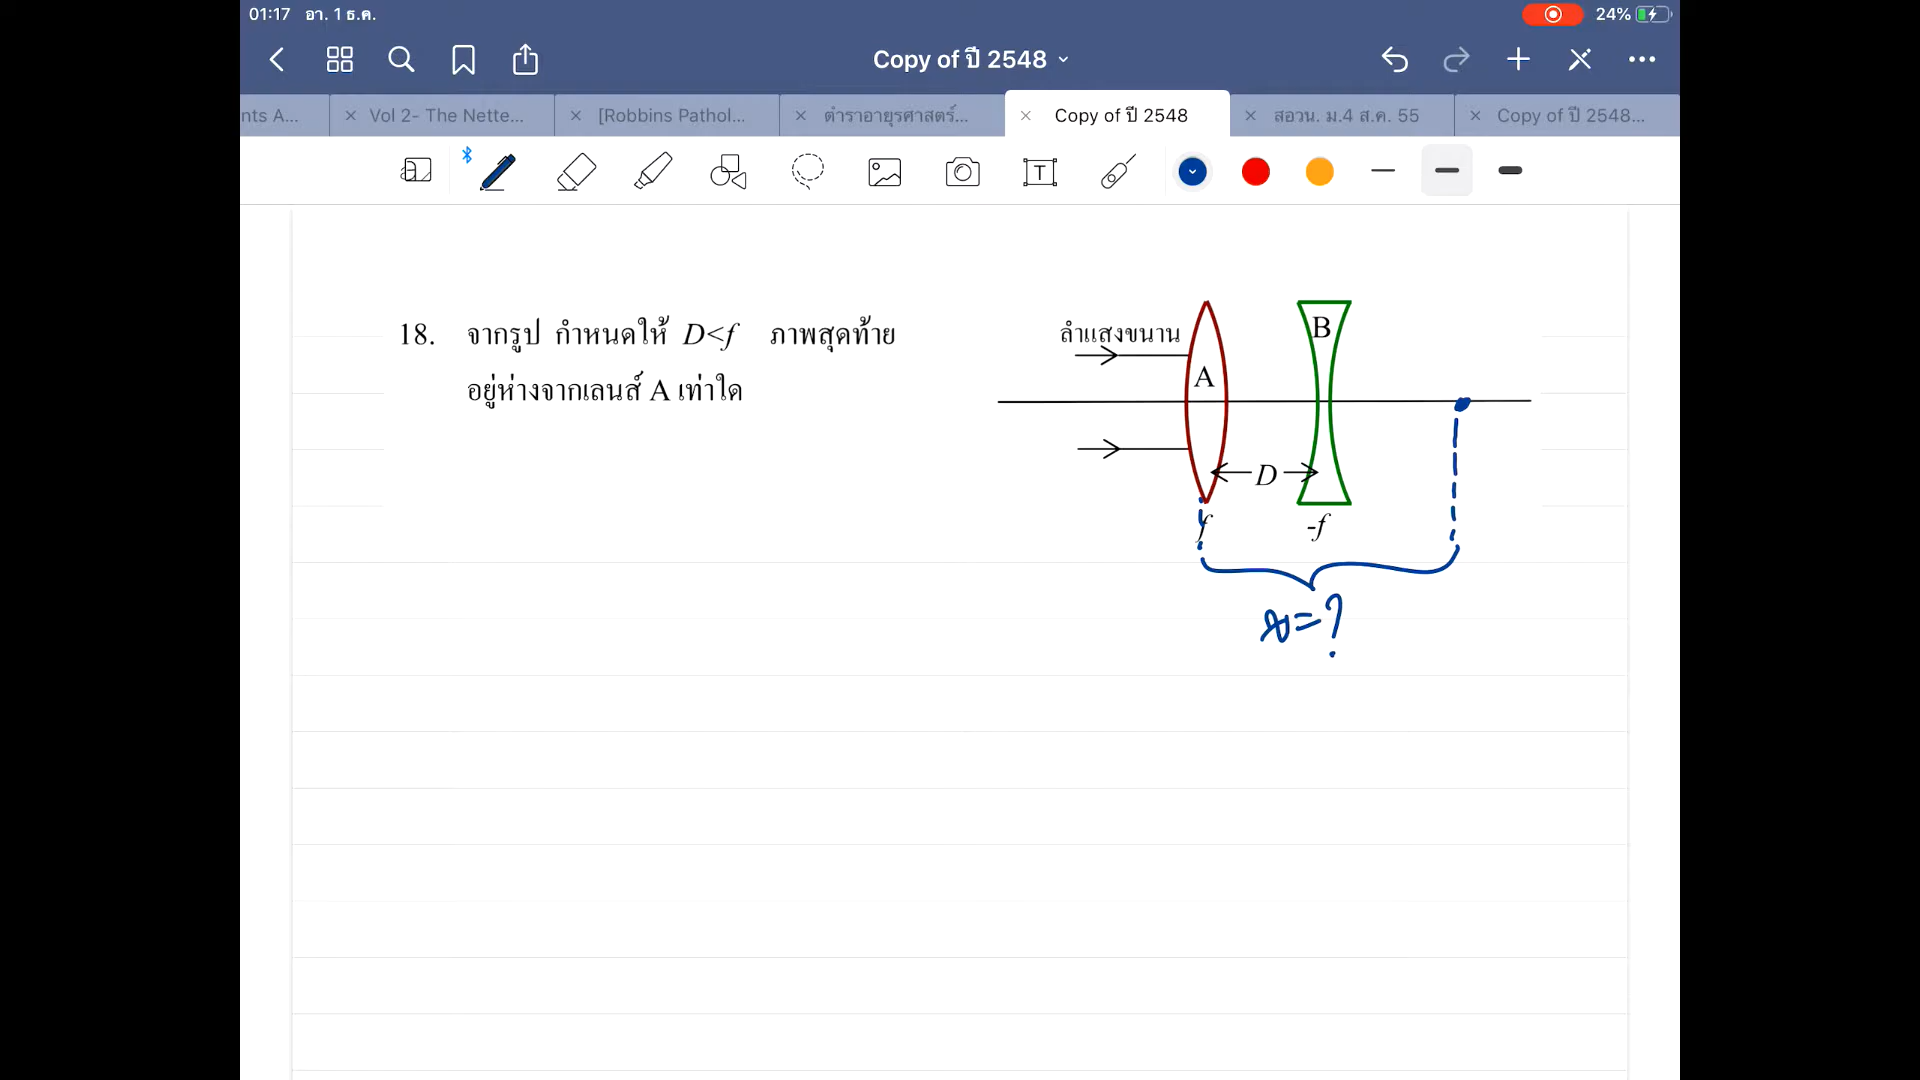 01:17 อา. 1 ธ.ค.
24%
Copy of ปี 2548
nts A...
Vol 2- The Nette...
[Robbins Pathol...
ตำราอายุรศาสตร์...
Copy of ปี 2548
สอวน. ม.4 ส.ค. 55
Copy of ปี 2548...
T
18. จากรูป กำหนดให้ D<f ภาพสุดท้าย
อยู่ห่างจากเลนส์ A เท่าใด
ลำแสงขนาน
A
B
D
f
-f
x=?